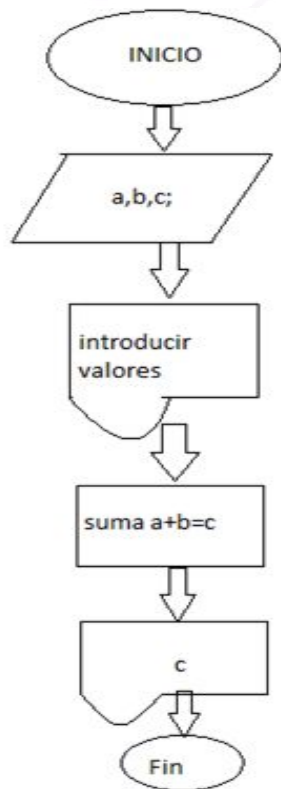 INICIO
a,b,c;
introducir
valores
suma a+b=c
c
Fin